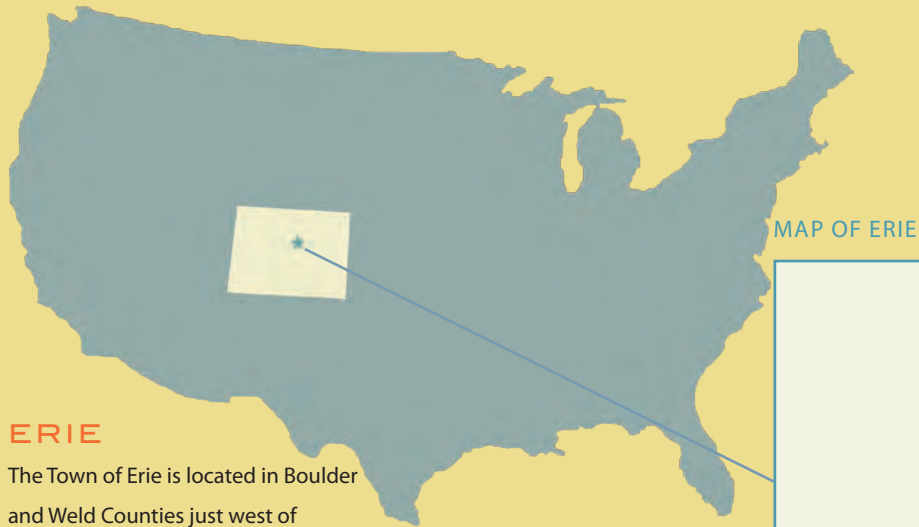 MAP OF ERIE
ERIE
The Town of Erie is located in Boulder
and Weld Counties just west of